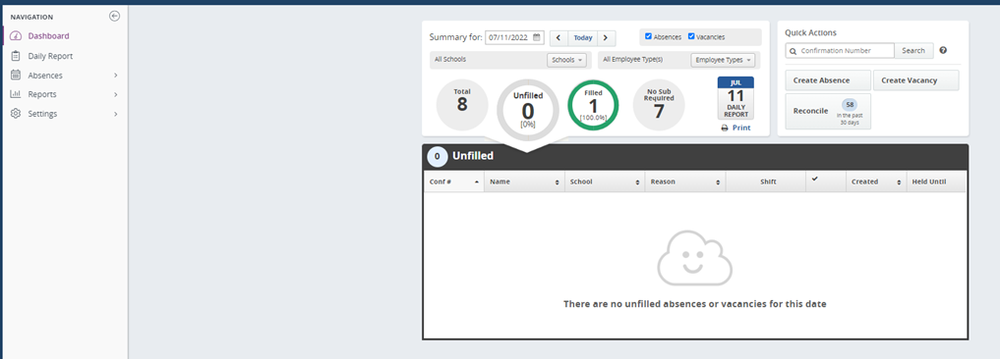 NAVIGATION
Dashboard
Daily Report
Absences
Reports
Settings
Summary for: 07/11/2022 Today Absences Vacancies
All Schools Schools All Employee Type(s) Employee Types
Total
8
Unfilled
0
[0%]
Filled
1
[100.0%]
No Sub
Required
7
JUL
11
DAILY
REPORT
Print
Quick Actions
Confirmation Number Search ?
Create Absence Create Vacancy
Reconcile 58
in the past
30 days
0 Unfilled
Conf # Name School Reason Shift Created Held Until
There are no unfilled absences or vacancies for this date